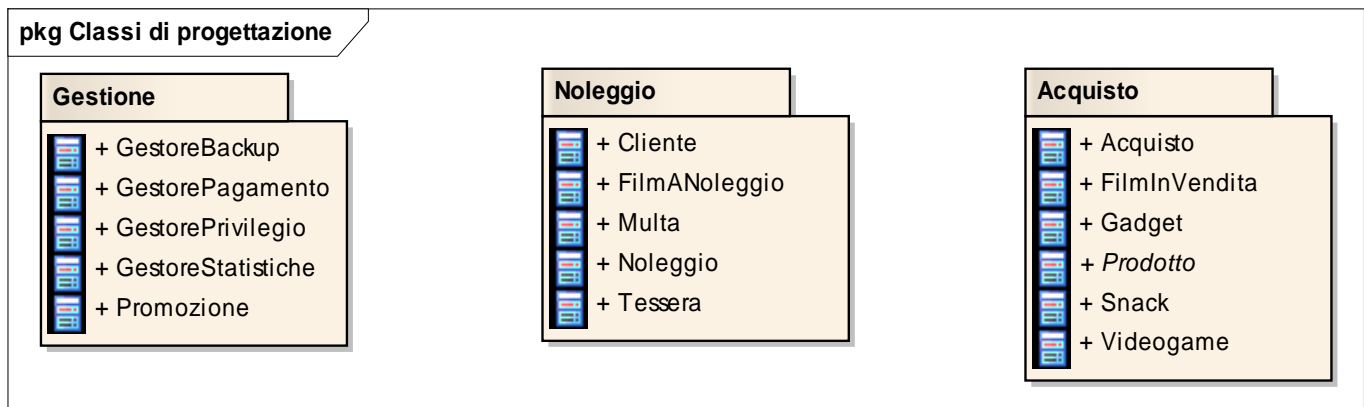 pkg Classi di progettazione
Gestione
+ GestoreBackup
+ GestorePagamento
+ GestorePrivilegio
+ GestoreStatistiche
+ Promozione
Noleggio
+ Cliente
+ FilmANoleggio
+ Multa
+ Noleggio
+ Tessera
Acquisto
+ Acquisto
+ FilmInVendita
+ Gadget
+ Prodotto
+ Snack
+ Videogame